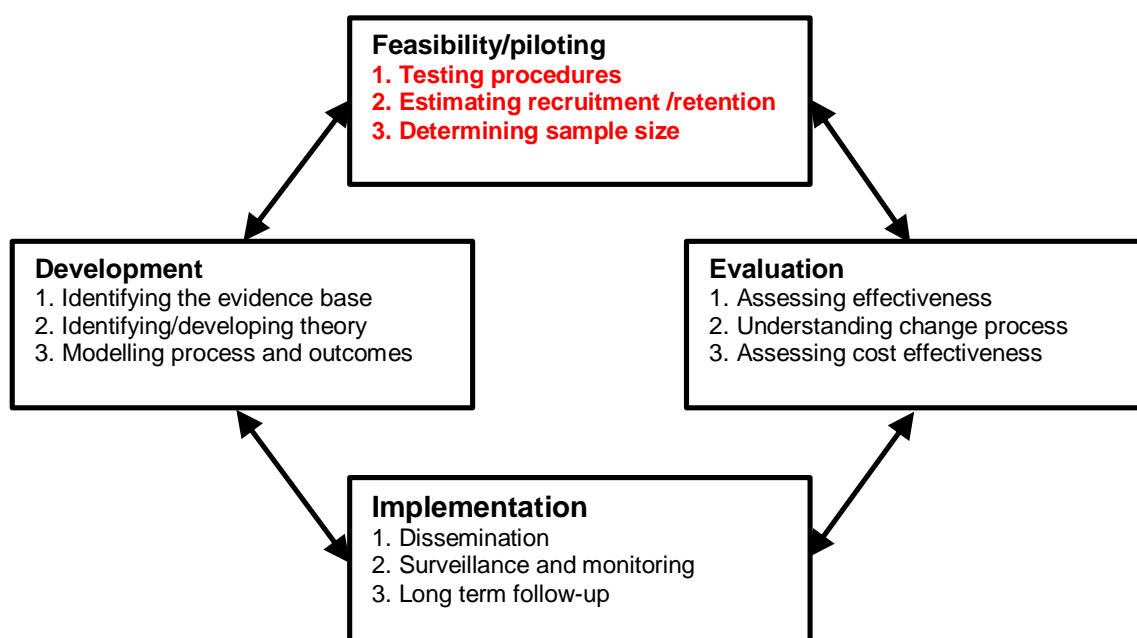 Feasibility/piloting
1. Testing procedures
2. Estimating recruitment /retention
3. Determining sample size
Development
1. Identifying the evidence base
2. Identifying/developing theory
3. Modelling process and outcomes
Evaluation
1. Assessing effectiveness
2. Understanding change process
3. Assessing cost effectiveness
Implementation
1. Dissemination
2. Surveillance and monitoring
3. Long term follow-up